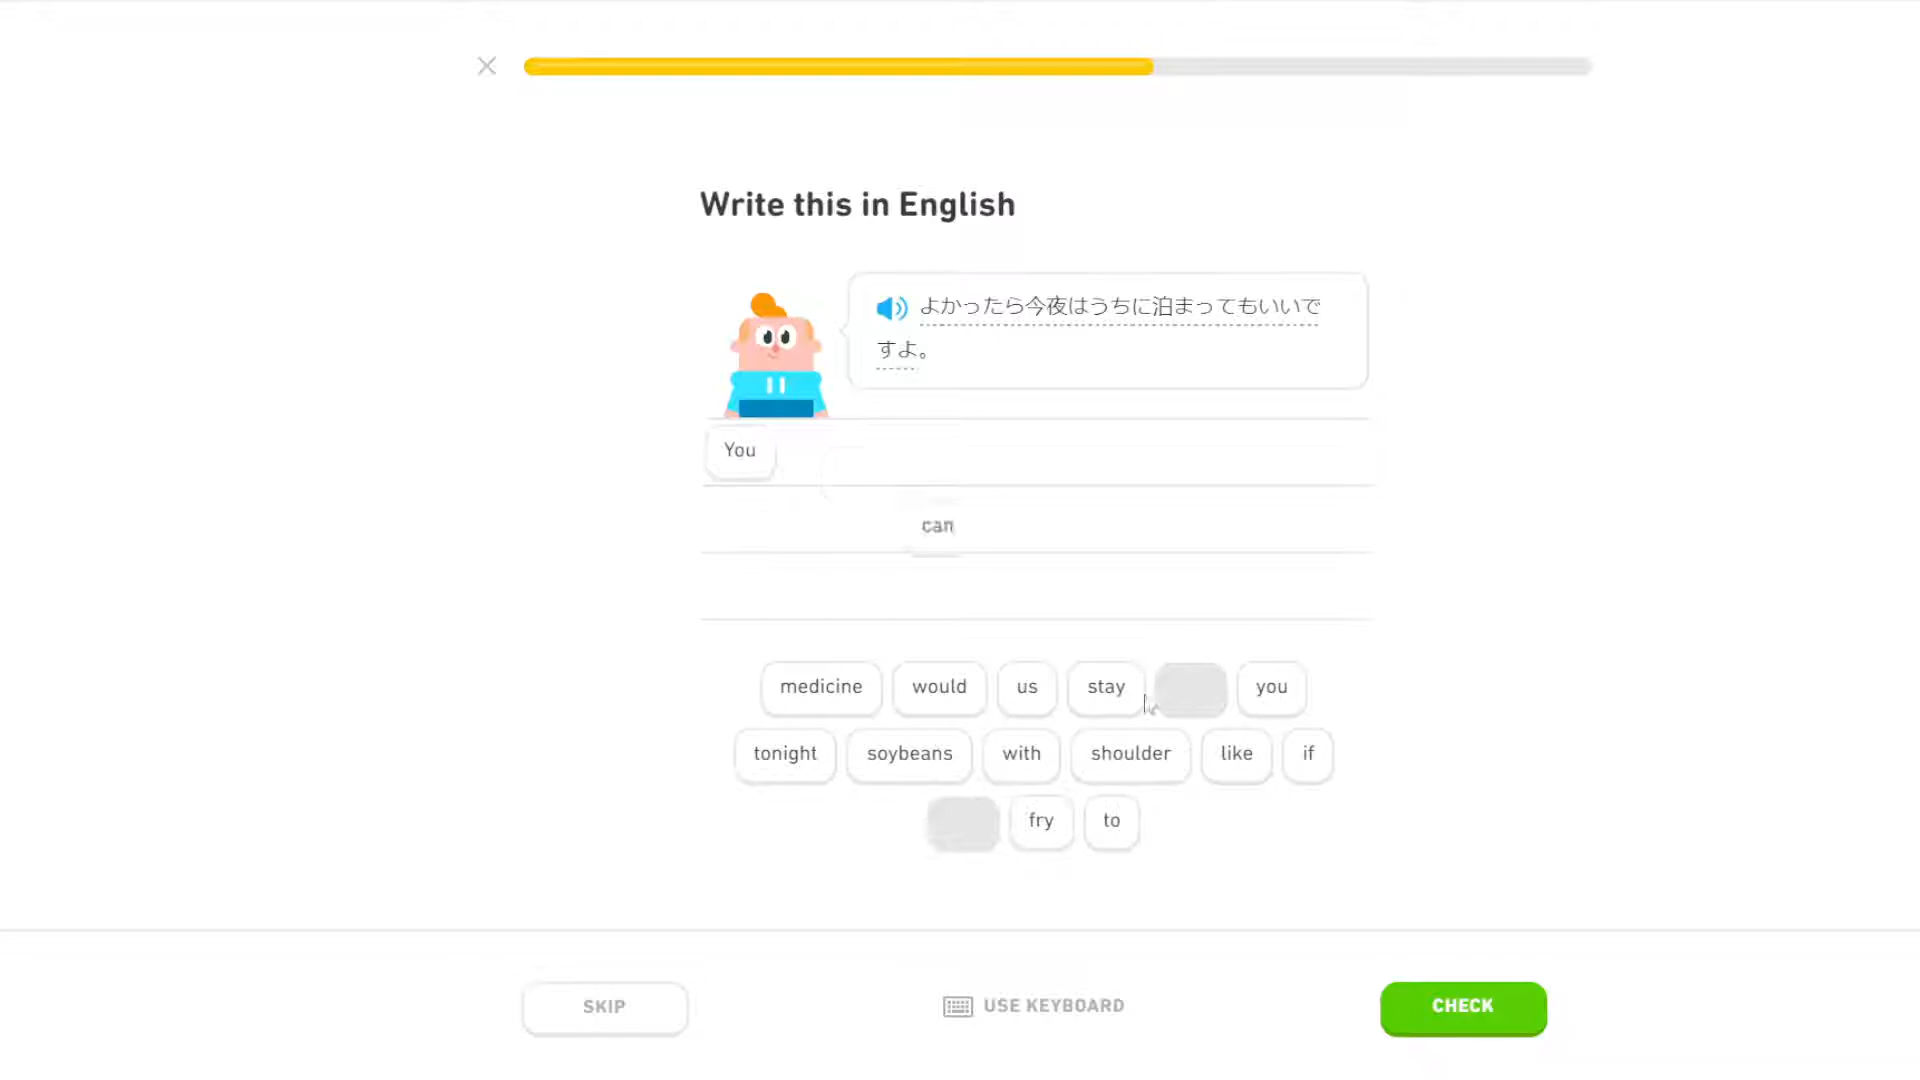 Write this in English
よかったら今夜はうちに泊まってもいいで
すよ。
You
can
medicine would us stay you
tonight soybeans with shoulder like if
fry to
SKIP USE KEYBOARD CHECK